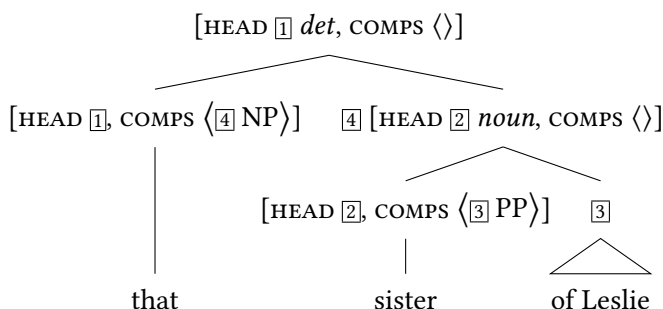 [HEAD 1 det, COMPS ⟨⟩]
[HEAD 1, COMPS ⟨4 NP⟩] 4 [HEAD 2 noun, COMPS ⟨⟩]
[HEAD 2, COMPS ⟨3 PP⟩] 3
that sister of Leslie